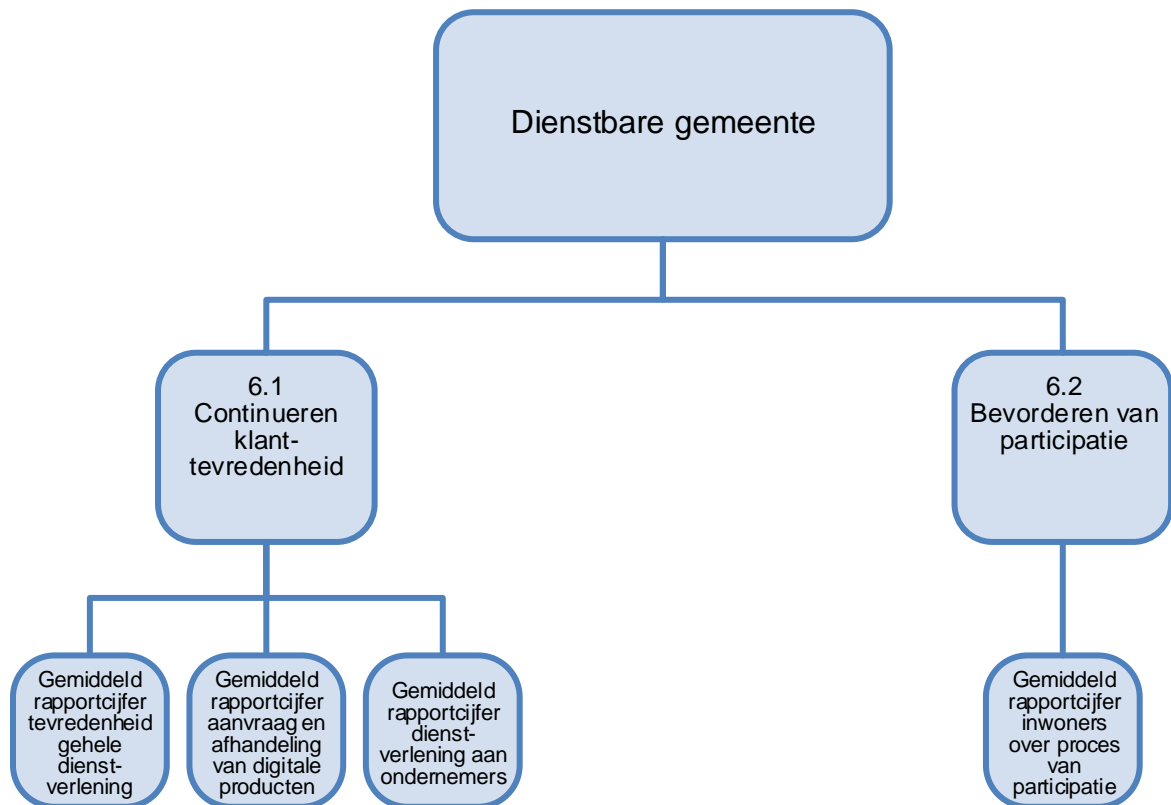 Dienstbare gemeente
6.1
Continueren
klant-
tevredenheid
6.2
Bevorderen van
participatie
Gemiddeld
rapportcijfer
tevredenheid
gehele
dienst-
verlening
Gemiddeld
rapportcijfer
aanvraag en
afhandeling
van digitale
producten
Gemiddeld
rapportcijfer
dienst-
verlening aan
ondernemers
Gemiddeld
rapportcijfer
inwoners
over proces
van
participatie